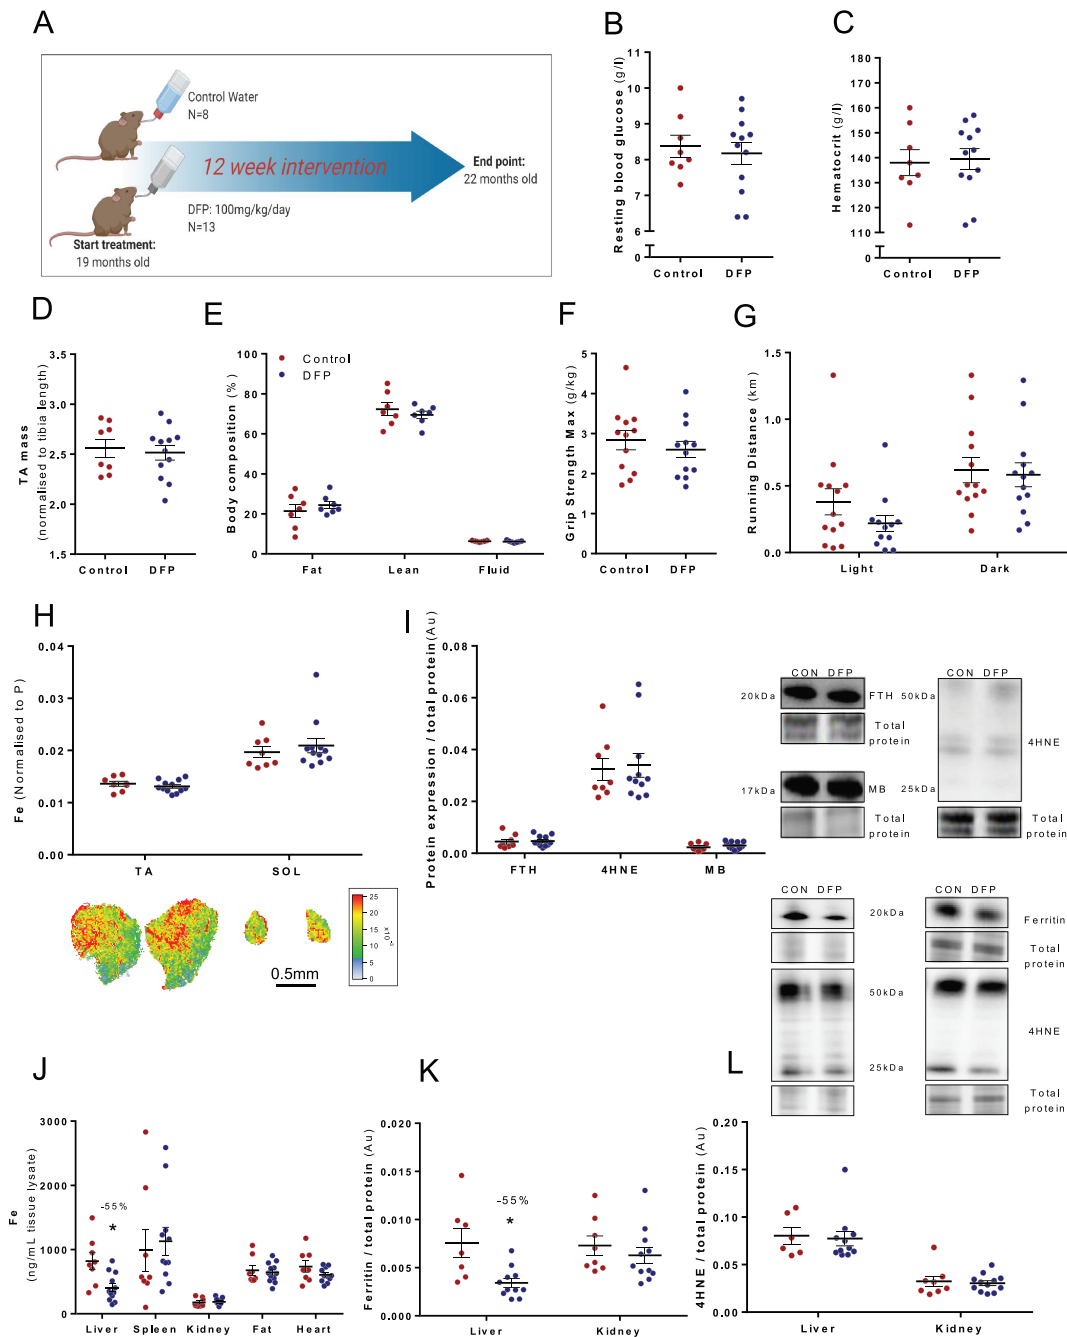 A
Control Water
N=8
12 week intervention
End point:
22 months old
DFP: 100mg/kg/day
N=13
Start treatment:
19 months old
B
Resting blood glucose (g/l)
11
10
9
8
7
6
0
Control DFP
C
Hematocrit (g/l)
180
170
160
150
140
130
120
110
0
Control DFP
D
TA mass
(normalised to tibia length)
3.5
3.0
2.5
2.0
1.5
Control DFP
E
Body composition (%)
100
80
60
40
20
0
Control
DFP
Fat Lean Fluid
F
Grip Strength Max (g/kg)
5
4
3
2
1
0
Control DFP
G
Running Distance (km)
1.5
1.0
0.5
0.0
Light Dark
H
Fe (Normalised to P)
0.04
0.03
0.02
0.01
0.00
TA SOL
25
20
15
10
5
0
0.5mm
I
Protein expression / total protein(Au)
0.08
0.06
0.04
0.02
0.00
FTH 4HNE MB
CON DFP
20kDa FTH
Total
protein
17kDa MB
Total
protein
CON DFP
50kDa
4HNE
25kDa
Total
protein
CON DFP
CON DFP
20kDa
Ferritin
Total
protein
50kDa
4HNE
25kDa
Total
protein
J
Fe
(ng/mL tissue lysate)
3000
2000
1000
0
-55%
*
Liver Spleen Kidney Fat Heart
K
Ferritin / total protein (Au)
0.020
0.015
0.010
0.005
0.000
-55%
*
Liver Kidney
L
4HNE / total protein (Au)
0.20
0.15
0.10
0.05
0.00
Liver Kidney